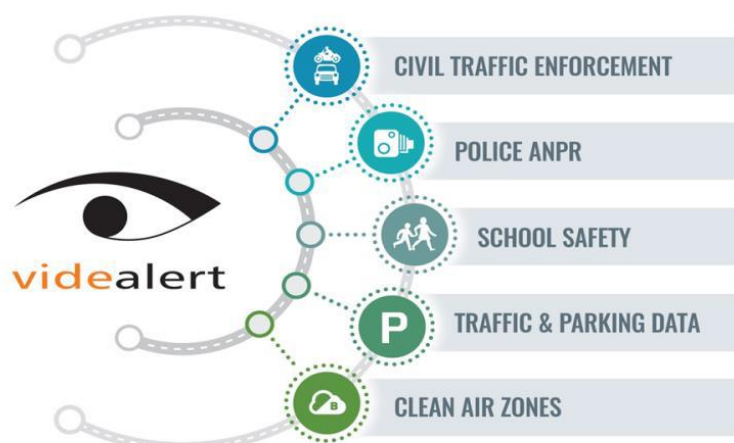 CIVIL TRAFFIC ENFORCEMENT
POLICE ANPR
SCHOOL SAFETY
videalert
P
TRAFFIC & PARKING DATA
B
CLEAN AIR ZONES